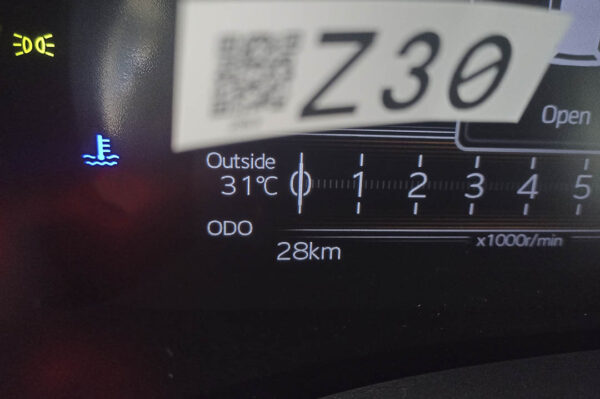 Z30
Open
Outside
31°C
0 1 2 3 4 5
ODO
x1000r/min
28km